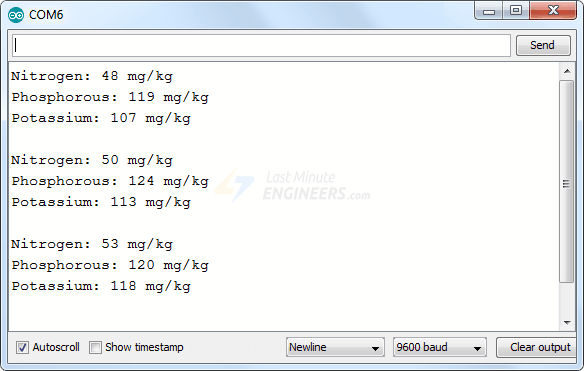 COM6
Send
Nitrogen: 48 mg/kg
Phosphorous: 119 mg/kg
Potassium: 107 mg/kg
Nitrogen: 50 mg/kg
Phosphorous: 124 mg/kg
Potassium: 113 mg/kg
Last Minute
ENGINEERS.com
Nitrogen: 53 mg/kg
Phosphorous: 120 mg/kg
Potassium: 118 mg/kg
Autoscroll Show timestamp Newline 9600 baud Clear output